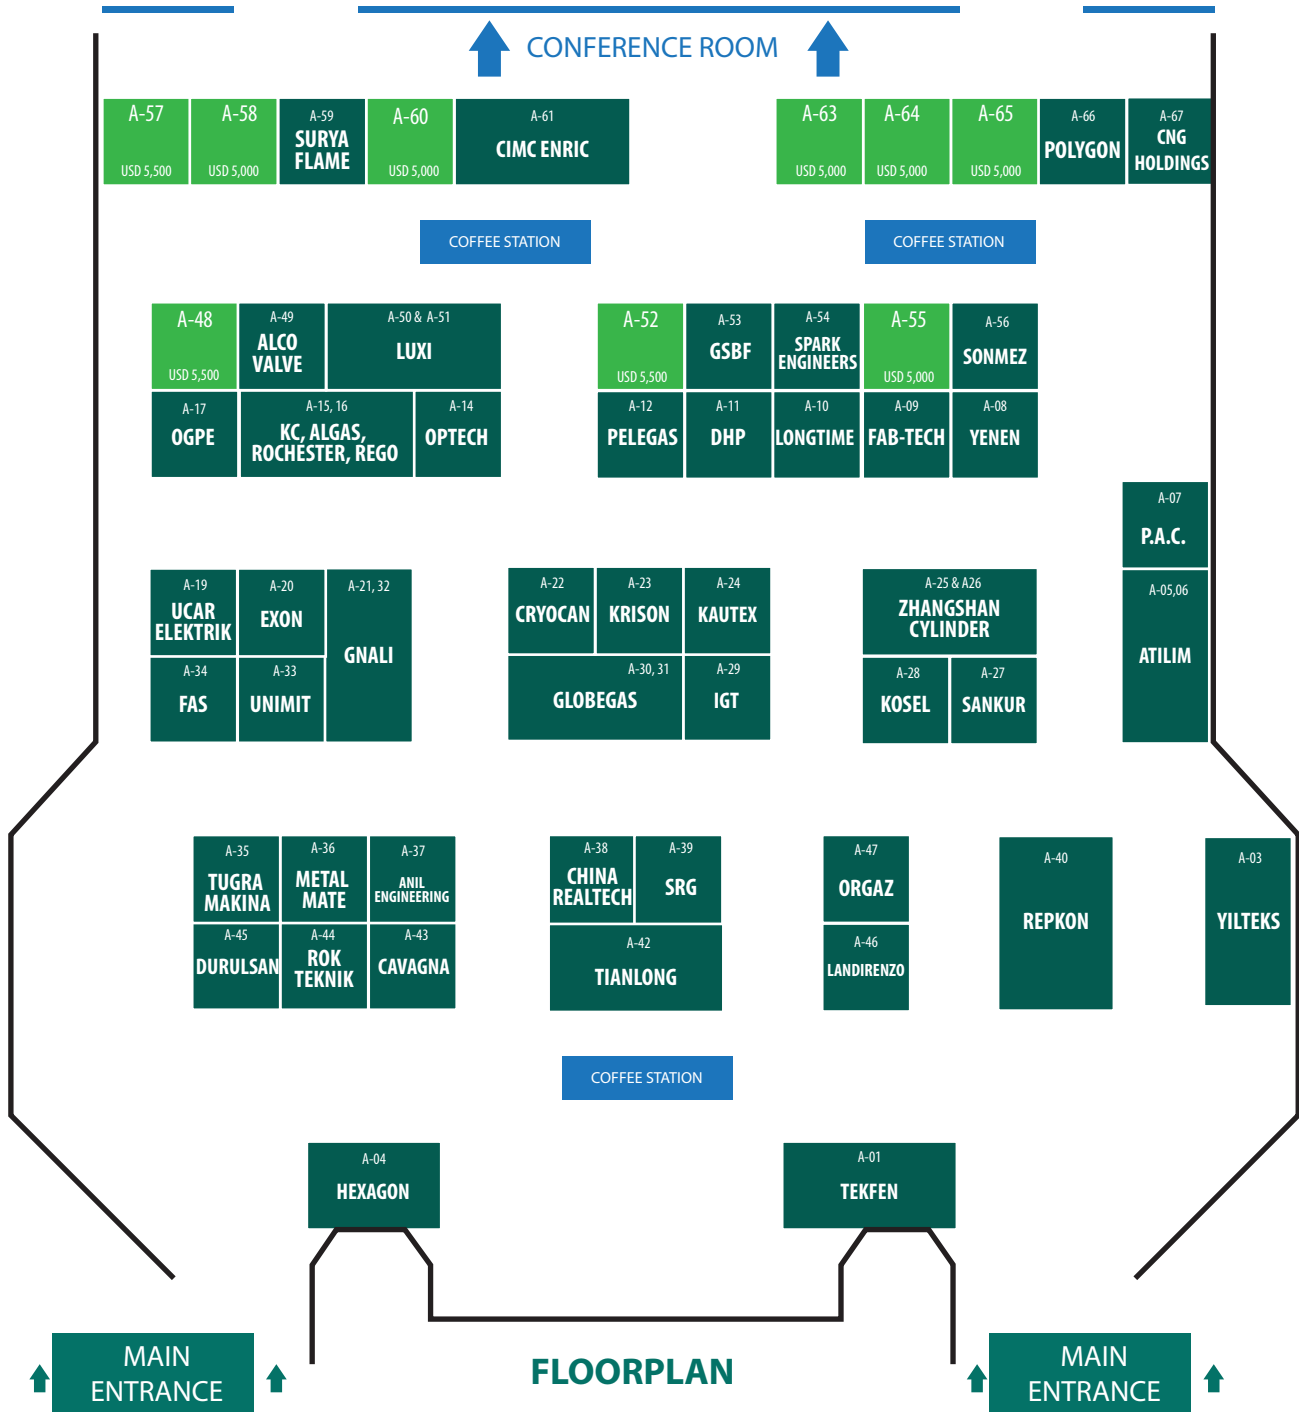 CONFERENCE ROOM
A-57
USD 5,500
A-58
USD 5,000
A-59
SURYA
FLAME
A-60
USD 5,000
A-61
CIMC ENRIC
A-63
USD 5,000
A-64
USD 5,000
A-65
USD 5,000
A-66
POLYGON
A-67
CNG
HOLDINGS
COFFEE STATION
COFFEE STATION
A-48
USD 5,500
A-49
ALCO
VALVE
A-50 & A-51
LUXI
A-52
USD 5,500
A-53
GSBF
A-54
SPARK
ENGINEERS
A-55
USD 5,000
A-56
SONMEZ
A-17
OGPE
A-15, 16
KC, ALGAS,
ROCHESTER, REGO
A-14
OPTECH
A-12
PELEGAS
A-11
DHP
A-10
LONGTIME
A-09
FAB-TECH
A-08
YENEN
A-07
P.A.C.
A-05,06
ATILIM
A-19
UCAR
ELEKTRIK
A-20
EXON
A-21, 32
GNALI
A-22
CRYOCAN
A-23
KRISON
A-24
KAUTEX
A-25 & A26
ZHANGSHAN
CYLINDER
A-34
FAS
A-33
UNIMIT
A-30, 31
GLOBEGAS
A-29
IGT
A-28
KOSEL
A-27
SANKUR
A-35
TUGRA
MAKINA
A-36
METAL
MATE
A-37
ANIL
ENGINEERING
A-38
CHINA
REALTECH
A-39
SRG
A-47
ORGAZ
A-40
REPKON
A-03
YILTEKS
A-45
DURULSAN
A-44
ROK
TEKNIK
A-43
CAVAGNA
A-42
TIANLONG
A-46
LANDIRENZO
COFFEE STATION
A-04
HEXAGON
A-01
TEKFEN
MAIN
ENTRANCE
FLOORPLAN
MAIN
ENTRANCE